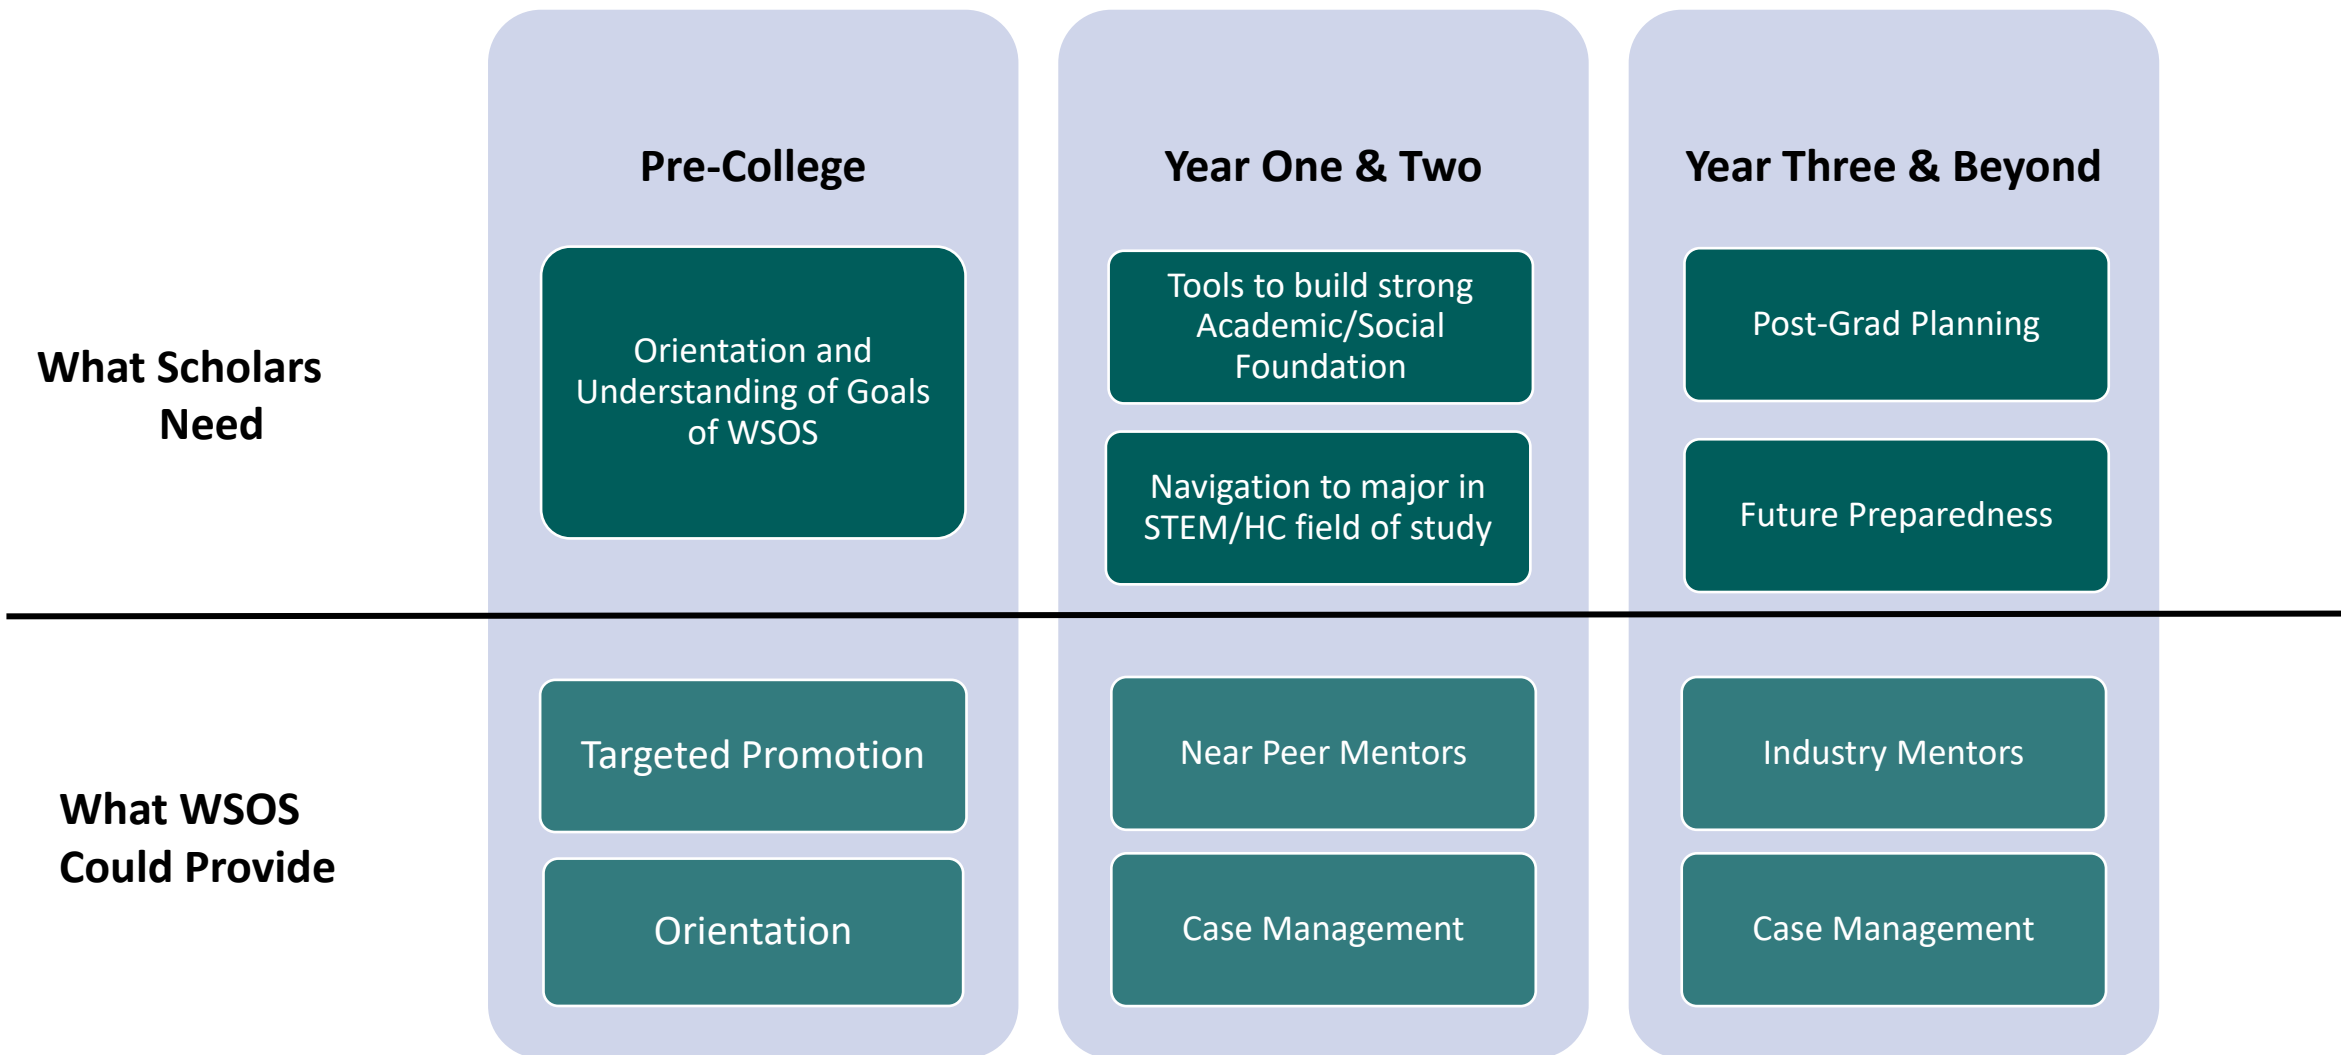 Pre-College
Year One & Two
Year Three & Beyond
What Scholars
Need
Orientation and
Understanding of Goals
of WSOS
Tools to build strong
Academic/Social
Foundation
Navigation to major in
STEM/HC field of study
Post-Grad Planning
Future Preparedness
What WSOS
Could Provide
Targeted Promotion
Orientation
Near Peer Mentors
Case Management
Industry Mentors
Case Management